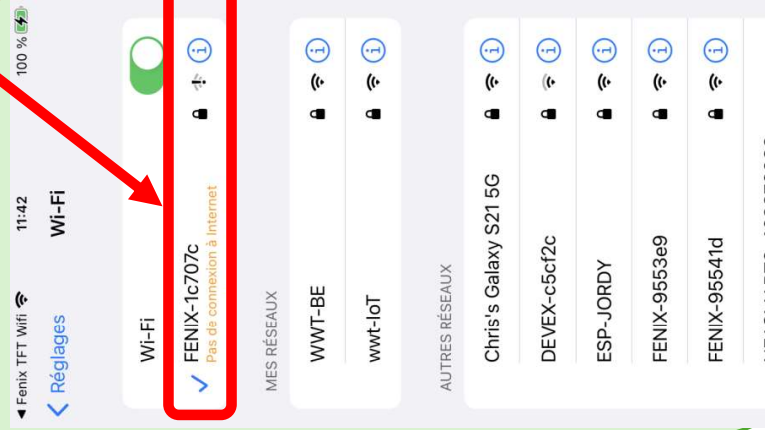 ◀ Fenix TFT Wifi 11:42 100 %
Réglages Wi-Fi
Wi-Fi
FENIX-1c707c
Pas de connexion à Internet
MES RÉSEAUX
WWT-BE
wwt-IoT
AUTRES RÉSEAUX
Chris's Galaxy S21 5G
DEVEX-c5cf2c
ESP-JORDY
FENIX-9553e9
FENIX-95541d